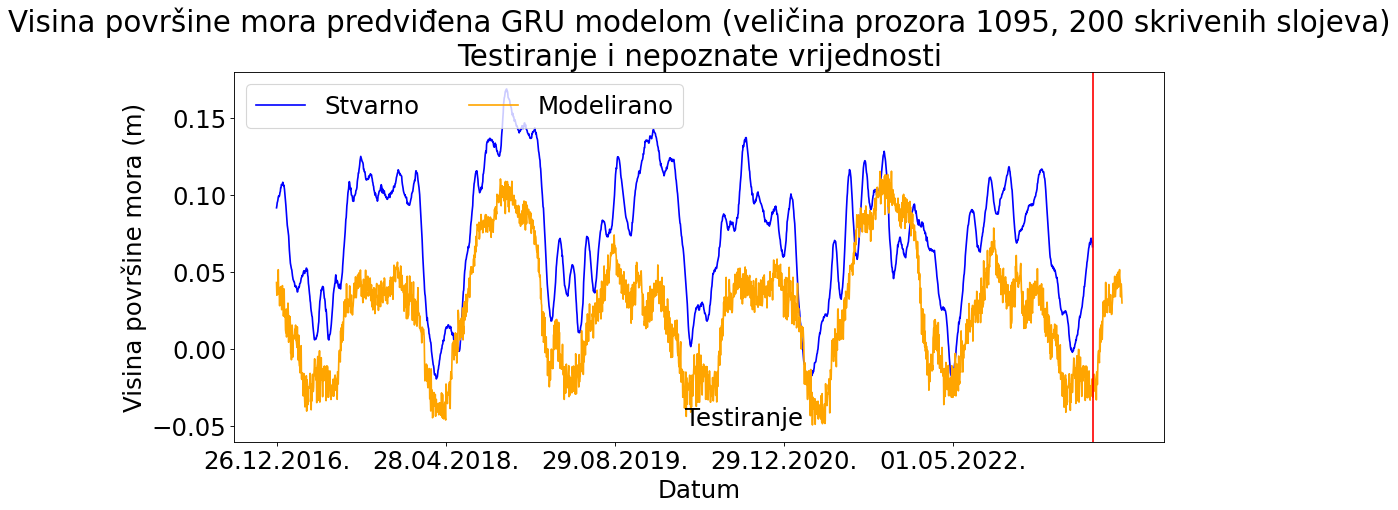 Visina površine mora predviđena GRU modelom (veličina prozora 1095, 200 skrivenih slojeva)
Testiranje i nepoznate vrijednosti
Stvarno Modelirano
Visina površine mora (m)
0.15
0.10
0.05
0.00
−0.05
Testiranje
26.12.2016. 28.04.2018. 29.08.2019. 29.12.2020. 01.05.2022.
Datum